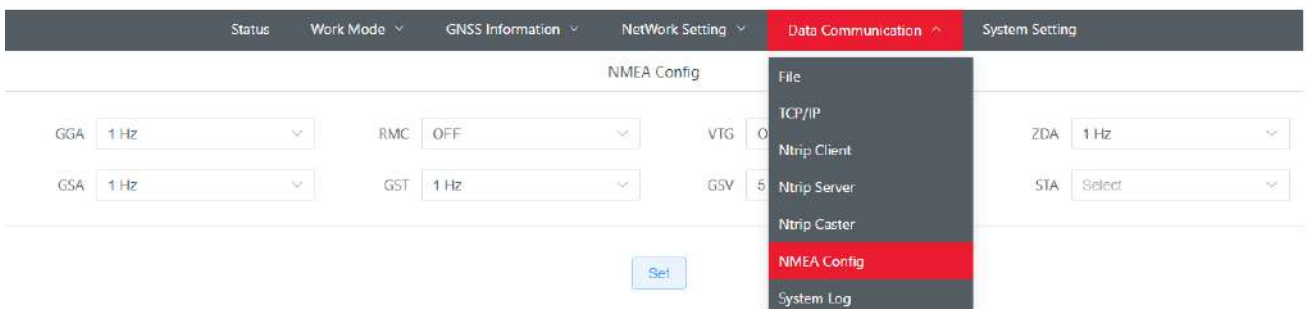 Status Work Mode GNSS Information NetWork Setting Data Communication System Setting
NMEA Config
File
TCP/IP
GGA 1 Hz RMC OFF VTG O ZDA 1 Hz
Ntrip Client
GSA 1 Hz GST 1 Hz GSV 5 Ntrip Server STA Select
Ntrip Caster
NMEA Config
Set
System Log